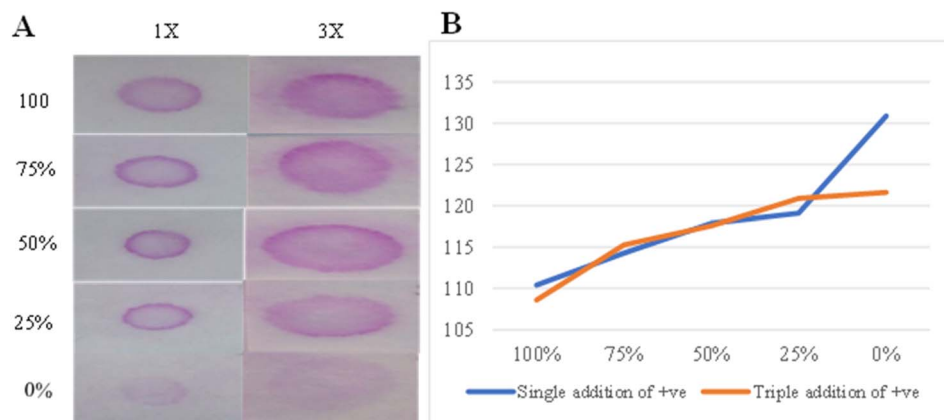 A
1X
3X
100
75%
50%
25%
0%
B
135
130
125
120
115
110
105
100%
75%
50%
25%
0%
Single addition of +ve
Triple addition of +ve